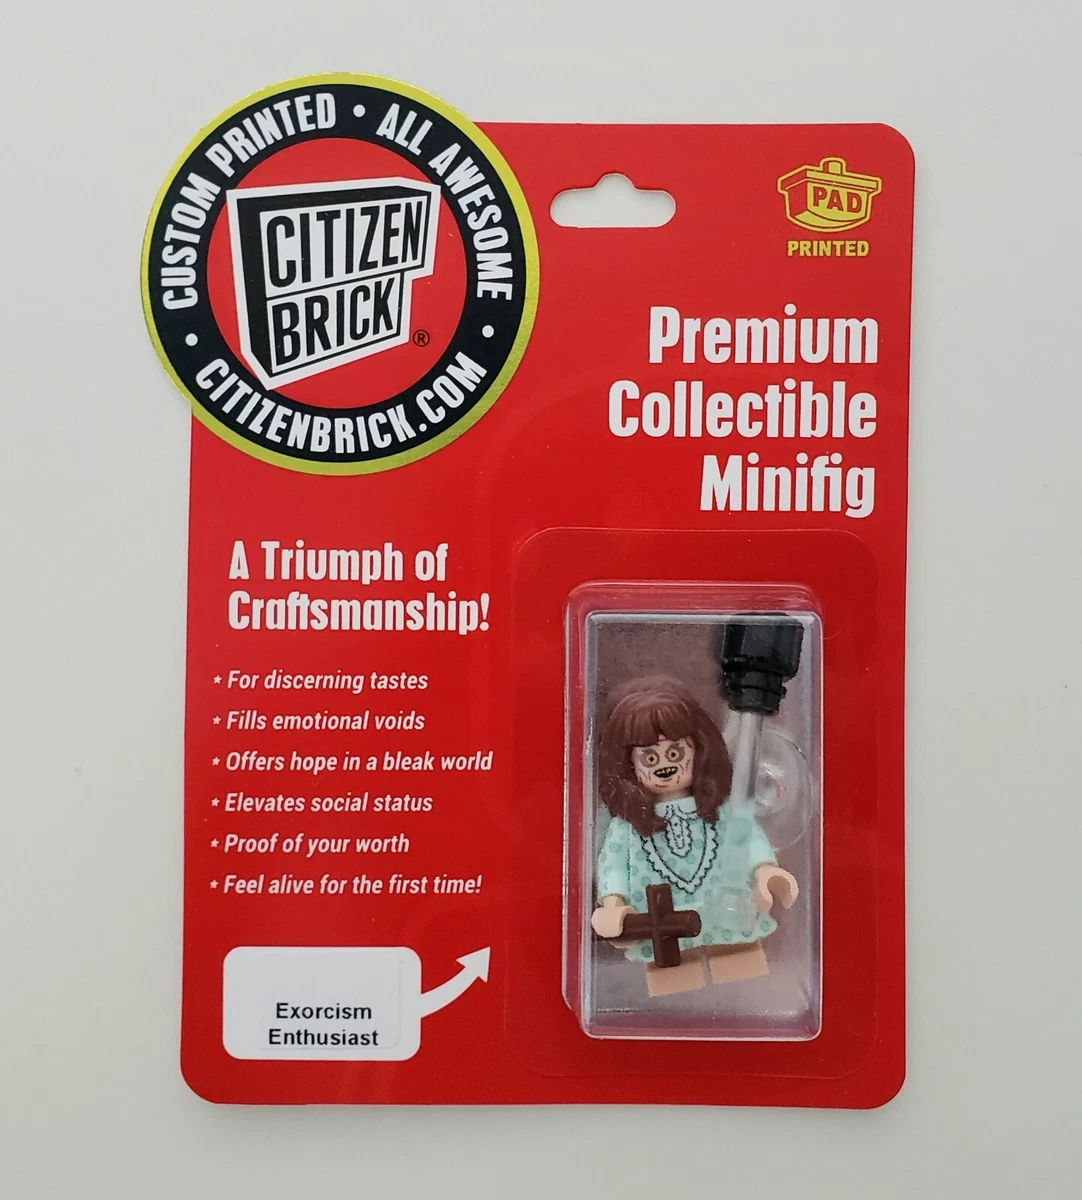 CUSTOM PRINTED • ALL AWESOME • CITIZENBRICK.COM •
CITIZEN
BRICK®
PAD
PRINTED
Premium
Collectible
Minifig
A Triumph of
Craftsmanship!
★ For discerning tastes
★ Fills emotional voids
★ Offers hope in a bleak world
★ Elevates social status
★ Proof of your worth
★ Feel alive for the first time!
Exorcism
Enthusiast